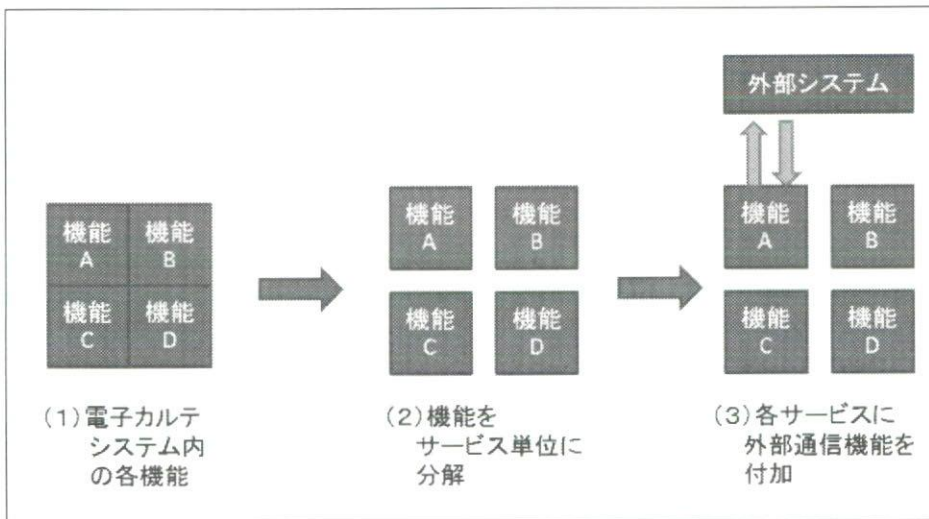 外部システム
機能
A
機能
B
機能
C
機能
D
機能
A
機能
B
機能
C
機能
D
機能
A
機能
B
機能
C
機能
D
(1)電子カルテ
システム内
の各機能
(2)機能を
サービス単位に
分解
(3)各サービスに
外部通信機能を
付加